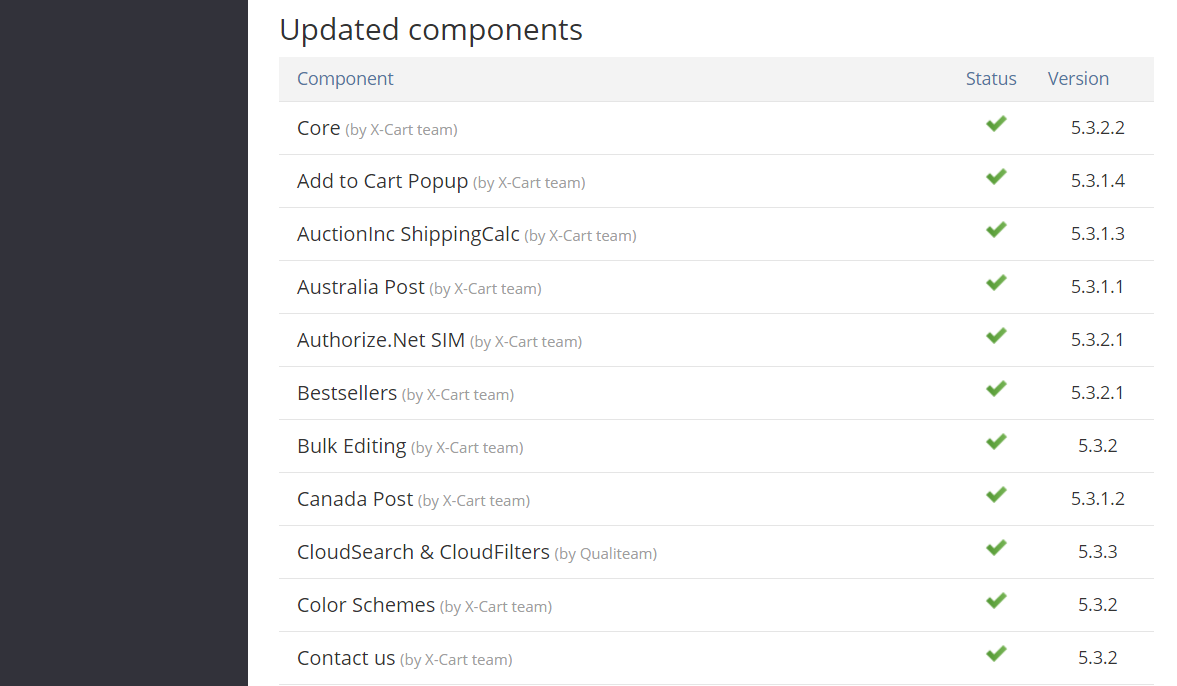 Updated components
Component Status Version
Core (by X-Cart team) 5.3.2.2
Add to Cart Popup (by X-Cart team) 5.3.1.4
AuctionInc ShippingCalc (by X-Cart team) 5.3.1.3
Australia Post (by X-Cart team) 5.3.1.1
Authorize.Net SIM (by X-Cart team) 5.3.2.1
Bestsellers (by X-Cart team) 5.3.2.1
Bulk Editing (by X-Cart team) 5.3.2
Canada Post (by X-Cart team) 5.3.1.2
CloudSearch & CloudFilters (by Qualiteam) 5.3.3
Color Schemes (by X-Cart team) 5.3.2
Contact us (by X-Cart team) 5.3.2